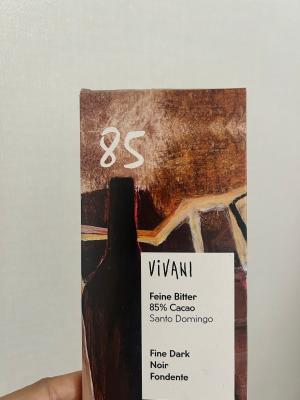 85
ViVANI
Feine Bitter
85% Cacao
Santo Domingo
Fine Dark
Noir
Fondente